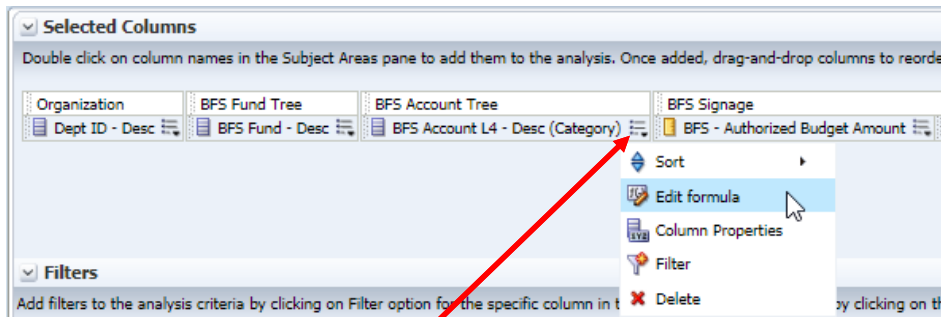 Selected Columns
Double click on column names in the Subject Areas pane to add them to the analysis. Once added, drag-and-drop columns to reorde
Organization BFS Fund Tree BFS Account Tree BFS Signage
Dept ID - Desc BFS Fund - Desc BFS Account L4 - Desc (Category) BFS - Authorized Budget Amount
Sort
Edit formula
Column Properties
Filter
Delete
Filters
Add filters to the analysis criteria by clicking on Filter option for the specific column in t by clicking on th